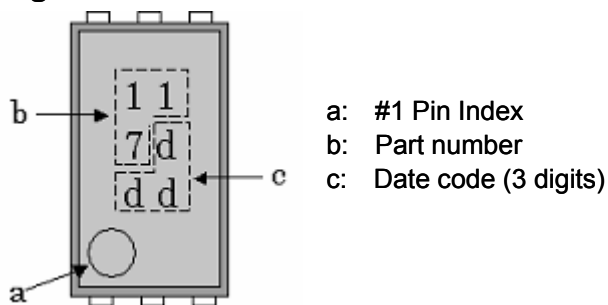 1 1
7 d
d d
b
c
a
a: #1 Pin Index
b: Part number
c: Date code (3 digits)